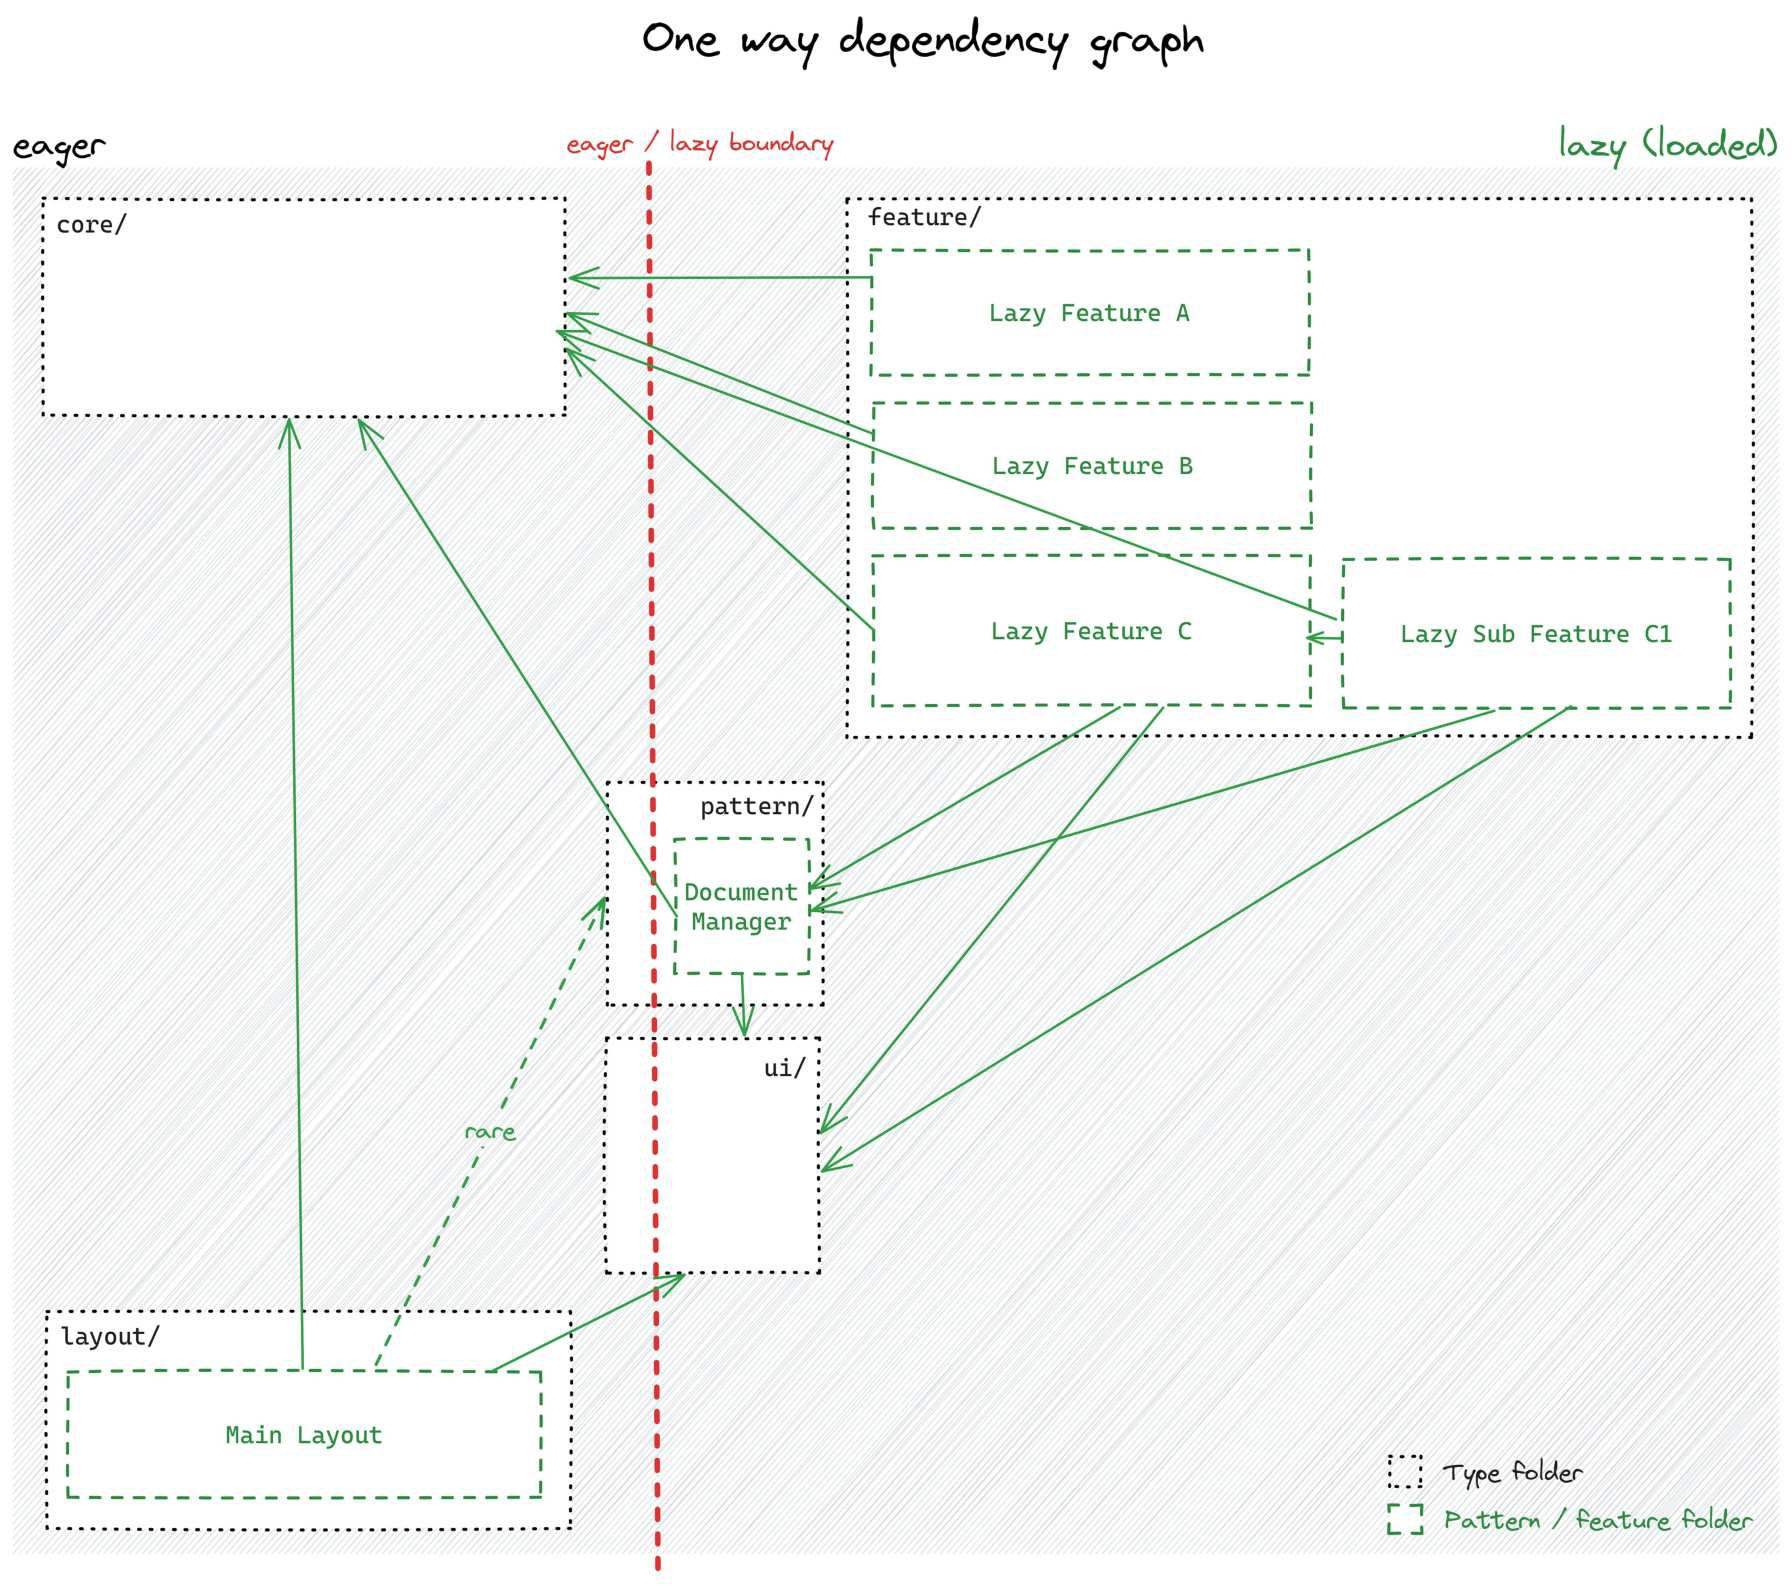 One way dependency graph
eager
eager / lazy boundary
lazy (loaded)
core/
feature/
Lazy Feature A
Lazy Feature B
Lazy Feature C
Lazy Sub Feature C1
pattern/
Document
Manager
ui/
rare
layout/
Main Layout
Type folder
Pattern / feature folder